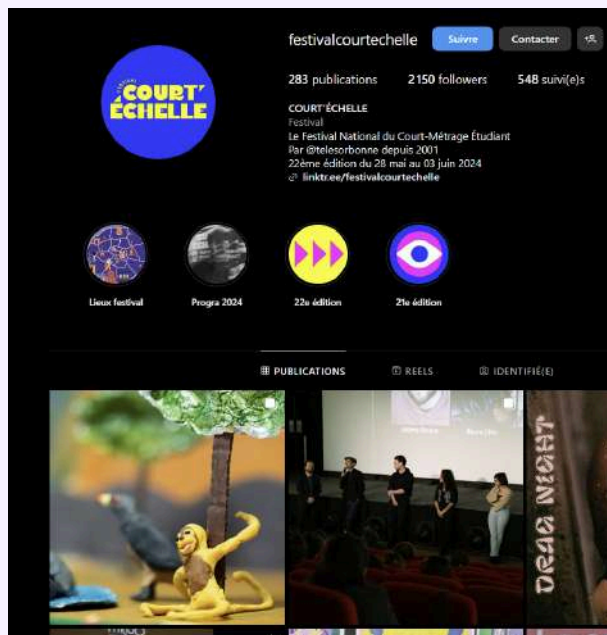 festivalcourtechelle Suivre Contacter
283 publications 2150 followers 548 suivi(e)s
FESTIVAL
COURT'
ÉCHELLE
COURT'ÉCHELLE
Festival
Le Festival National du Court-Métrage Étudiant
Par @telesorbonne depuis 2001
22ème édition du 28 mai au 03 juin 2024
linktr.ee/festivalcourtechelle
Lieux festival Progra 2024 22e édition 21e édition
PUBLICATIONS REELS IDENTIFIÉ(E)
DRAG NIGHT